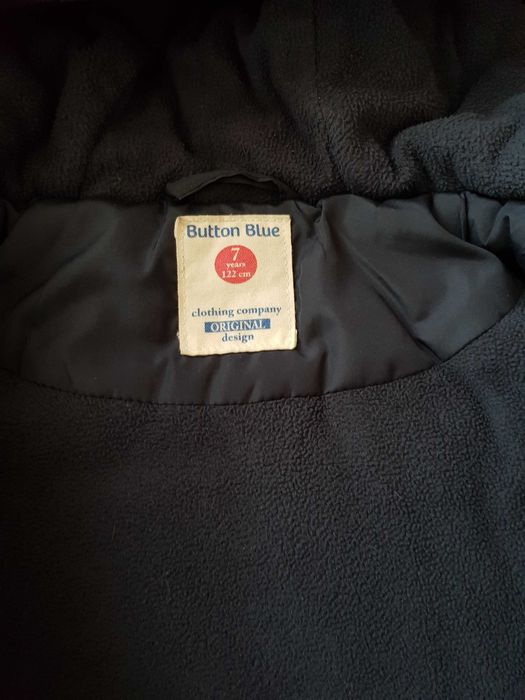 Button Blue
7
years
122 cm
clothing company
ORIGINAL
design